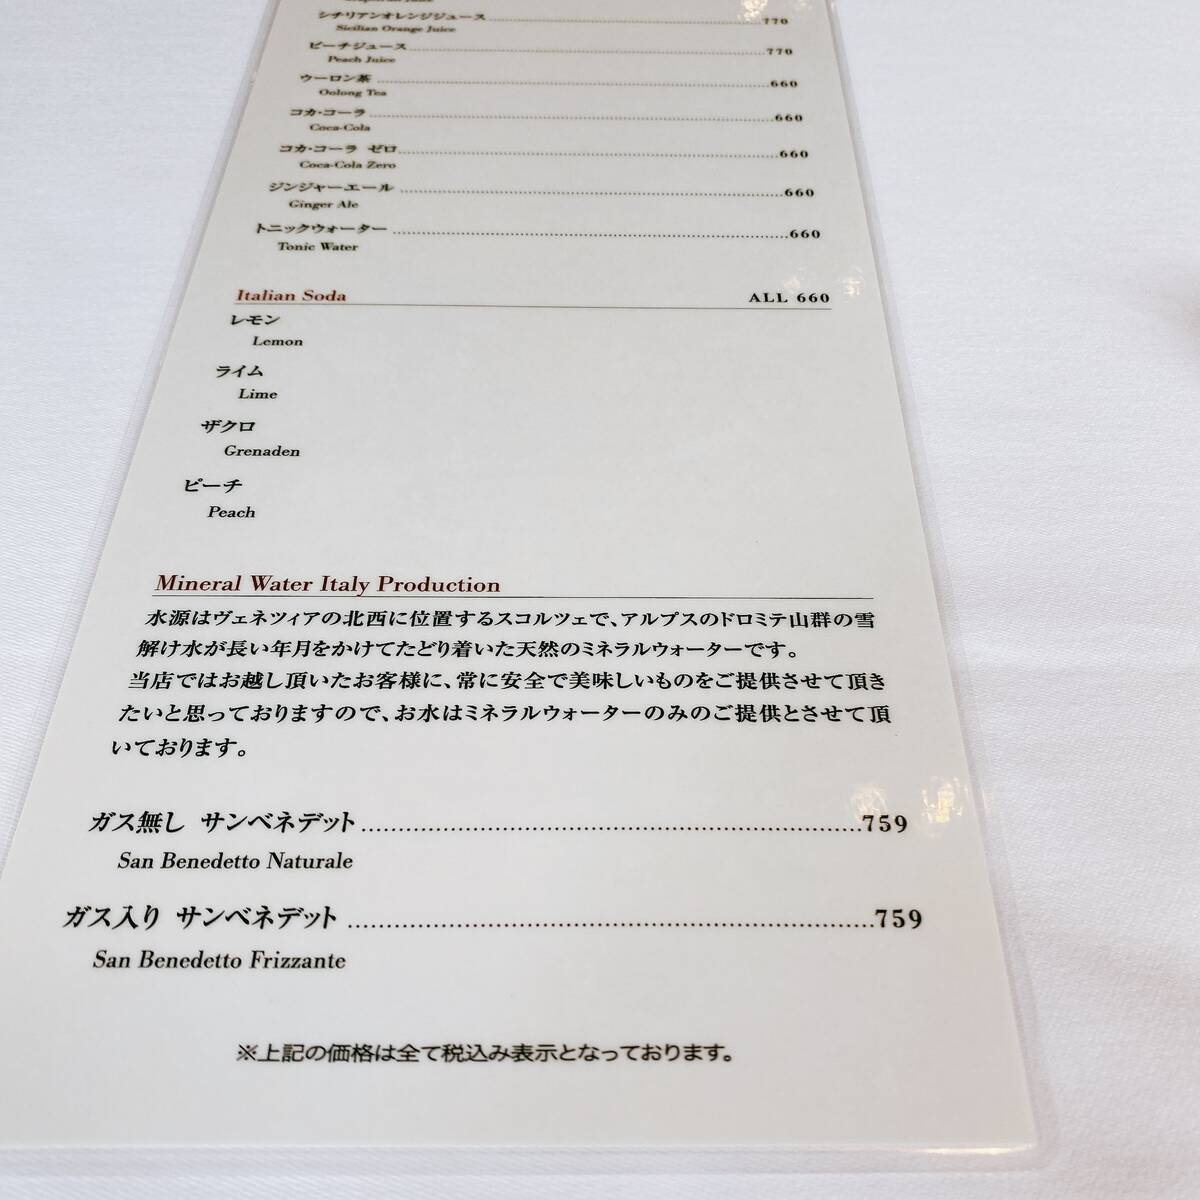 シチリアンオレンジジュース 770
Sicilian Orange Juice
ピーチジュース 770
Peach Juice
ウーロン茶 660
Oolong Tea
コカ・コーラ 660
Coca-Cola
コカ・コーラ ゼロ 660
Coca-Cola Zero
ジンジャーエール 660
Ginger Ale
トニックウォーター 660
Tonic Water
Italian Soda ALL 660
レモン
Lemon
ライム
Lime
ザクロ
Grenaden
ピーチ
Peach
Mineral Water Italy Production
水源はヴェネツィアの北西に位置するスコルツェで、アルプスのドロミテ山群の雪
解け水が長い年月をかけてたどり着いた天然のミネラルウォーターです。
当店ではお越し頂いたお客様に、常に安全で美味しいものをご提供させて頂き
たいと思っておりますので、お水はミネラルウォーターのみのご提供とさせて頂
いております。
ガス無し サンベネデット 759
San Benedetto Naturale
ガス入り サンベネデット 759
San Benedetto Frizzante
※上記の価格は全て税込み表示となっております。